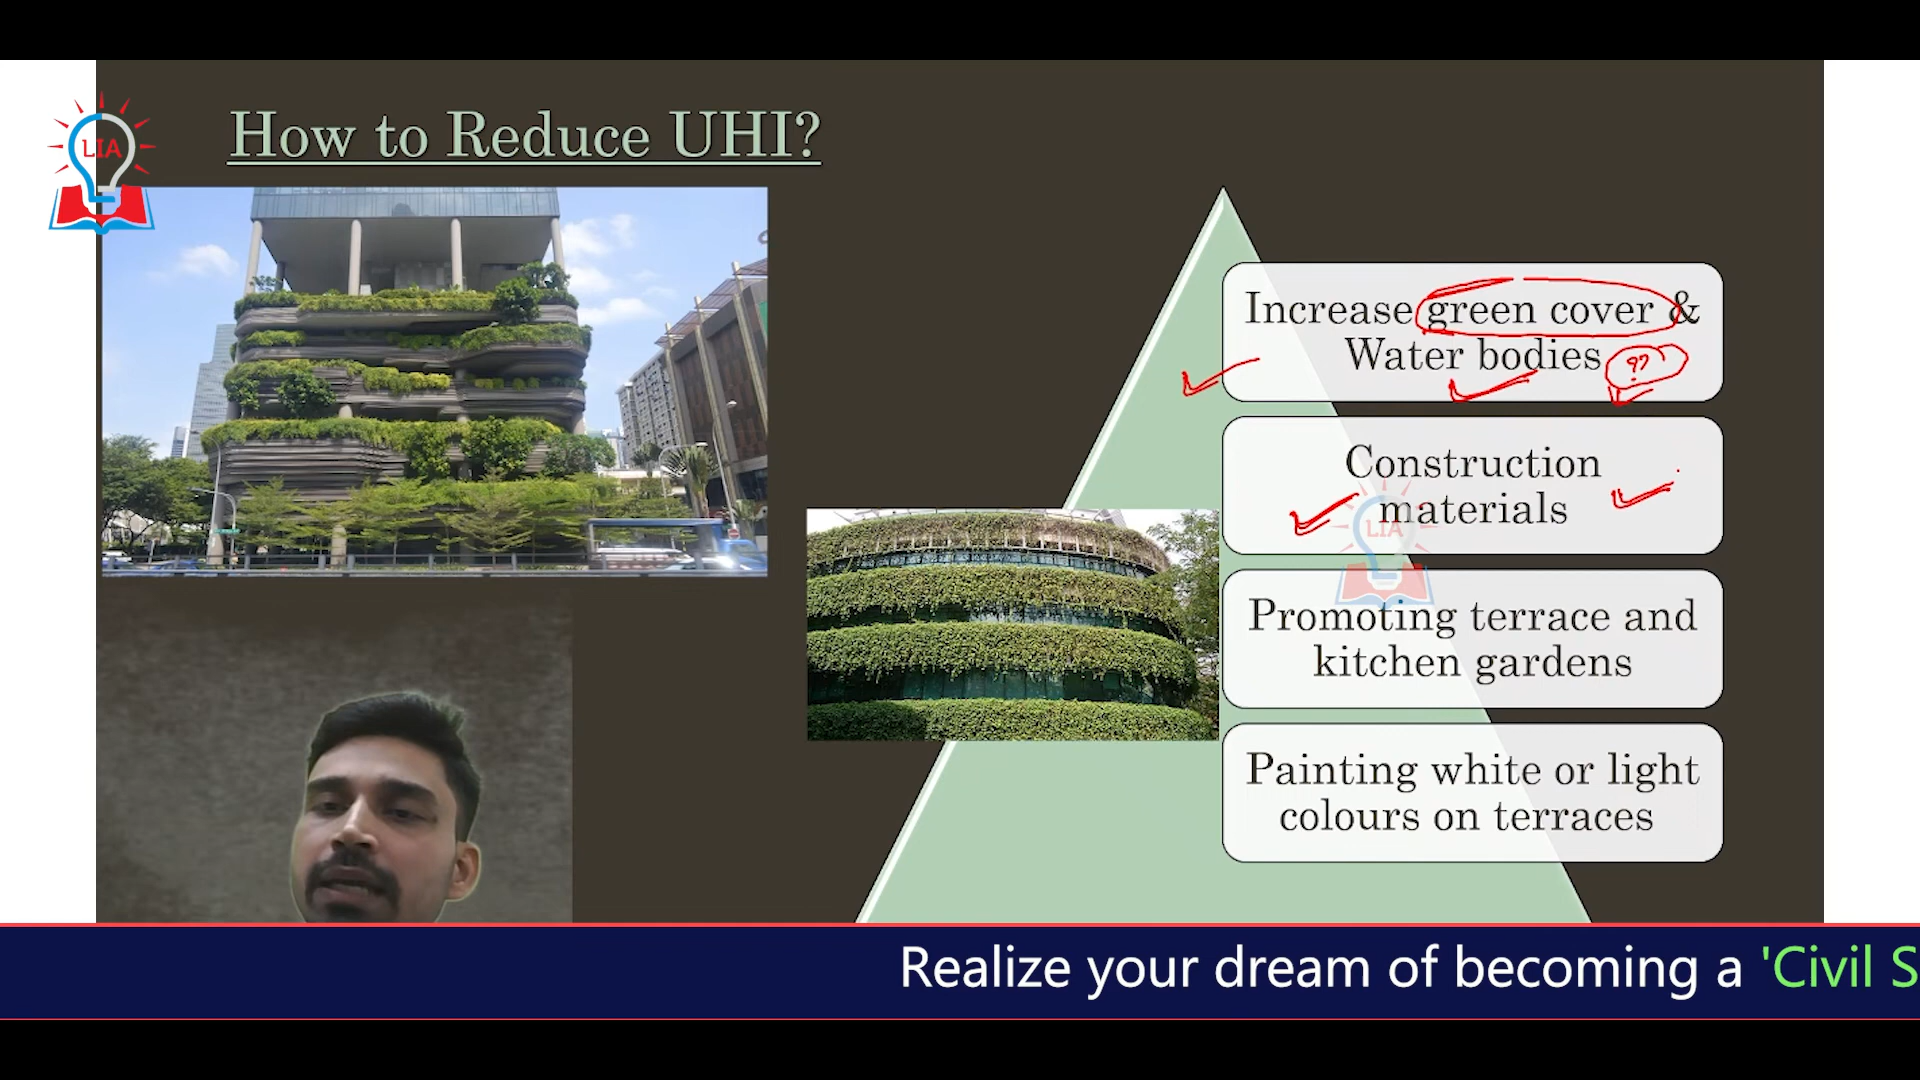 LIA
How to Reduce UHI?
Increase green cover &
Water bodies
??
Construction
materials
LIA
Promoting terrace and
kitchen gardens
Painting white or light
colours on terraces
Realize your dream of becoming a 'Civil S